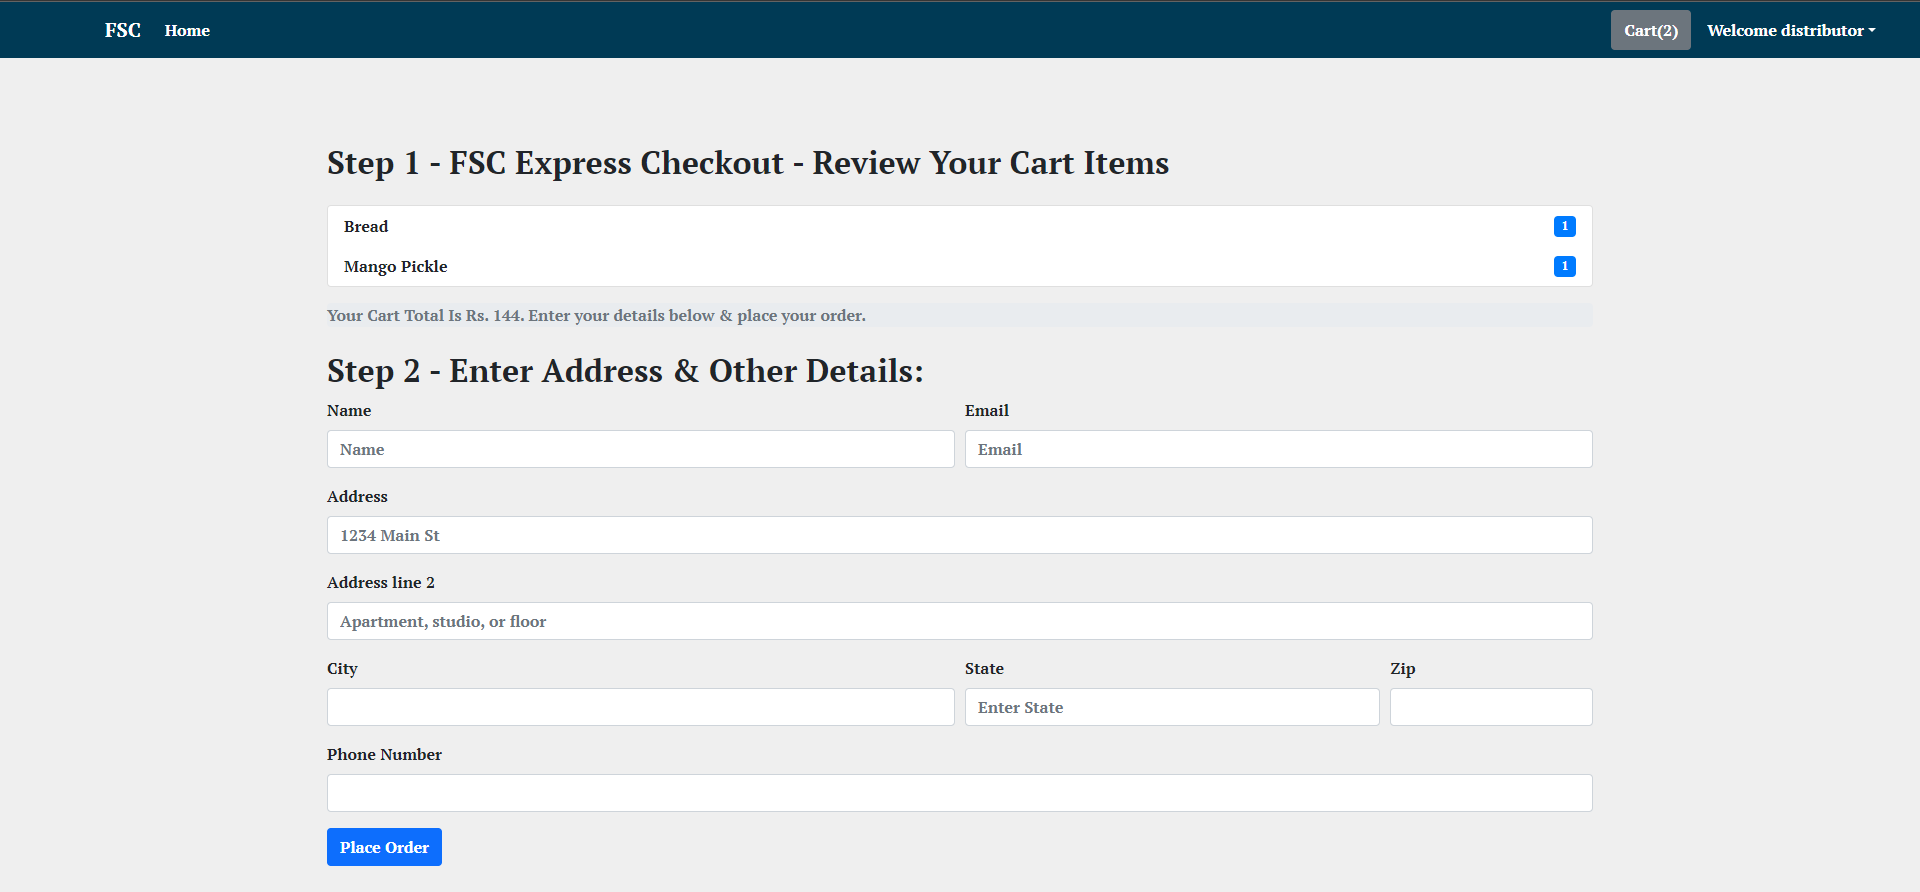 FSC Home Cart(2) Welcome distributor
Step 1 - FSC Express Checkout - Review Your Cart Items
Bread 1
Mango Pickle 1
Your Cart Total Is Rs. 144. Enter your details below & place your order.
Step 2 - Enter Address & Other Details:
Name Email
Name Email
Address
1234 Main St
Address line 2
Apartment, studio, or floor
City State Zip
Enter State
Phone Number
Place Order